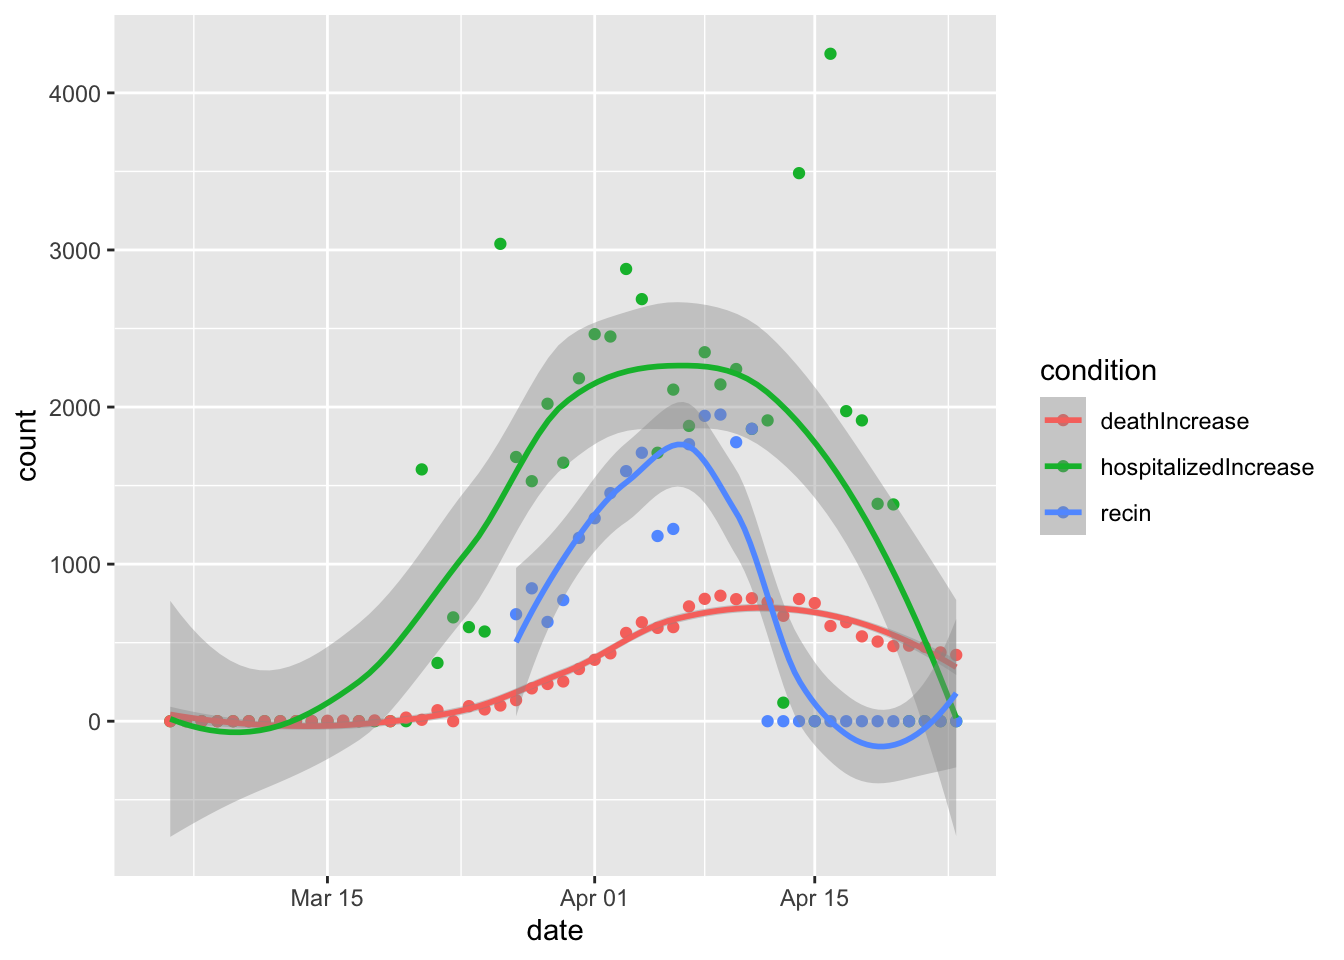 4000
3000
2000
1000
0
count
Mar 15
Apr 01
Apr 15
date
condition
deathIncrease
hospitalizedIncrease
recin